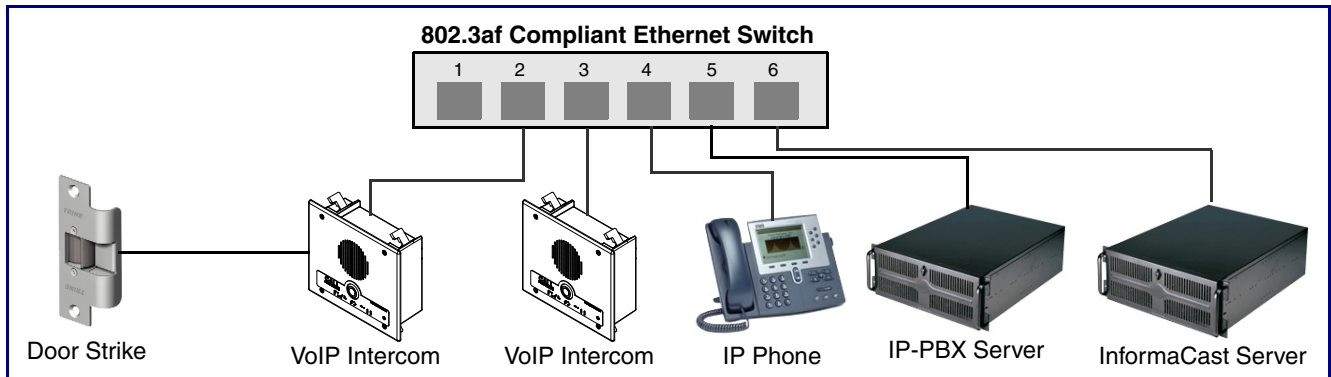 802.3af Compliant Ethernet Switch
1 2 3 4 5 6
Door Strike
VoIP Intercom
VoIP Intercom
IP Phone
IP-PBX Server
InformaCast Server